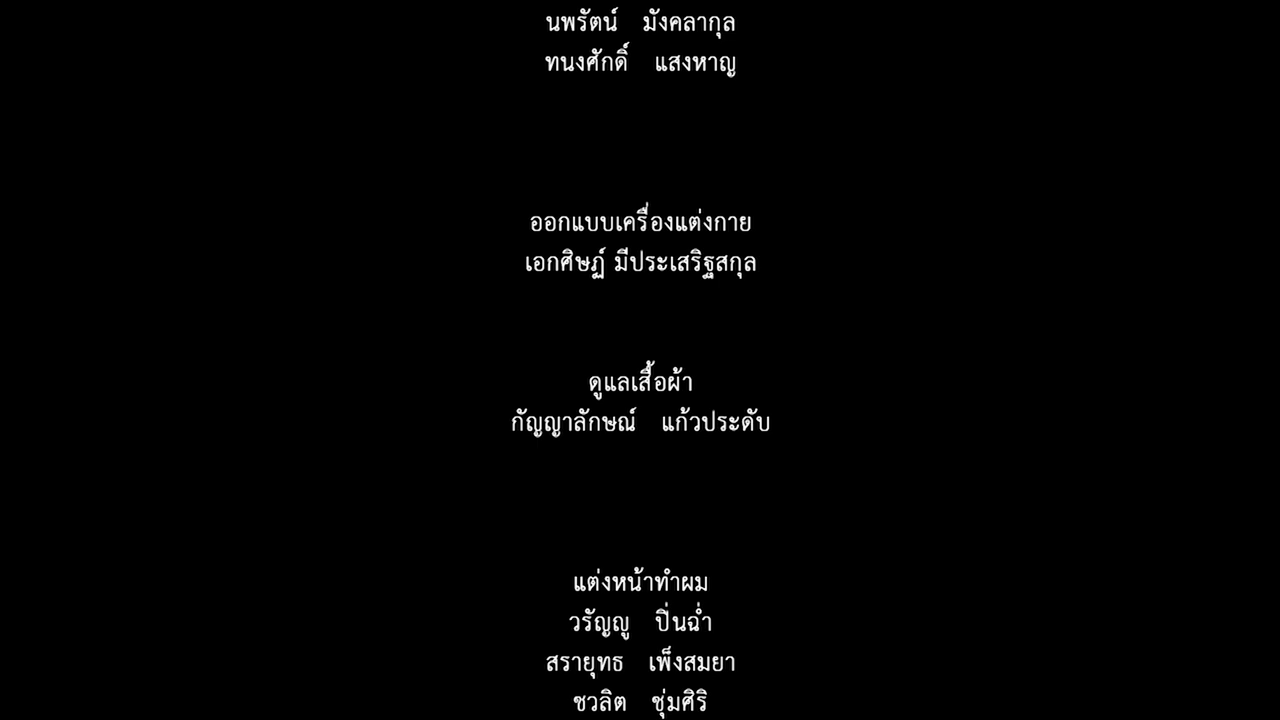 นพรัตน์ มังคลากุล
ทนงศักดิ์ แสงหาญ
ออกแบบเครื่องแต่งกาย
เอกศิษฏ์ มีประเสริฐสกุล
ดูแลเสื้อผ้า
กัญญาลักษณ์ แก้วประดับ
แต่งหน้าทำผม
วรัญญู ปิ่นฉ่ำ
สรายุทธ เพ็งสมยา
ชวลิต ชุ่มศิริ